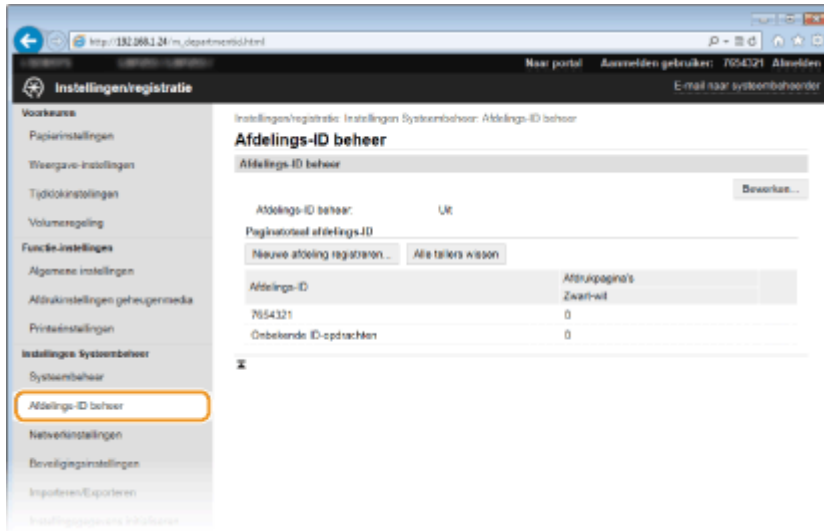 http://192.168.1.24/m_departmentid.html
Naar portal Aanmelden gebruiker: 7654321 Afmelden
Instellingen/registratie
E-mail naar systeembeheerder
Voorkeuren
Papierinstellingen
Weergave-instellingen
Tijdklokinstellingen
Volumeregeling
Functie-instellingen
Algemene instellingen
Afdrukinstellingen geheugenmedia
Printerinstellingen
Instellingen Systeembeheer
Systeembeheer
Afdelings-ID beheer
Netwerkinstellingen
Beveiligingsinstellingen
Importeren/Exporteren
Instellingen/registratie: Instellingen Systeembeheer: Afdelings-ID beheer
Afdelings-ID beheer
Afdelings-ID beheer
Bewerken...
Afdelings-ID beheer: Uit
Paginatotaal afdelings-ID
Nieuwe afdeling registreren... Alle tellers wissen
Afdelings-ID
Afdrukpagina's
Zwart-wit
7654321 0
Onbekende ID-opdrachten 0